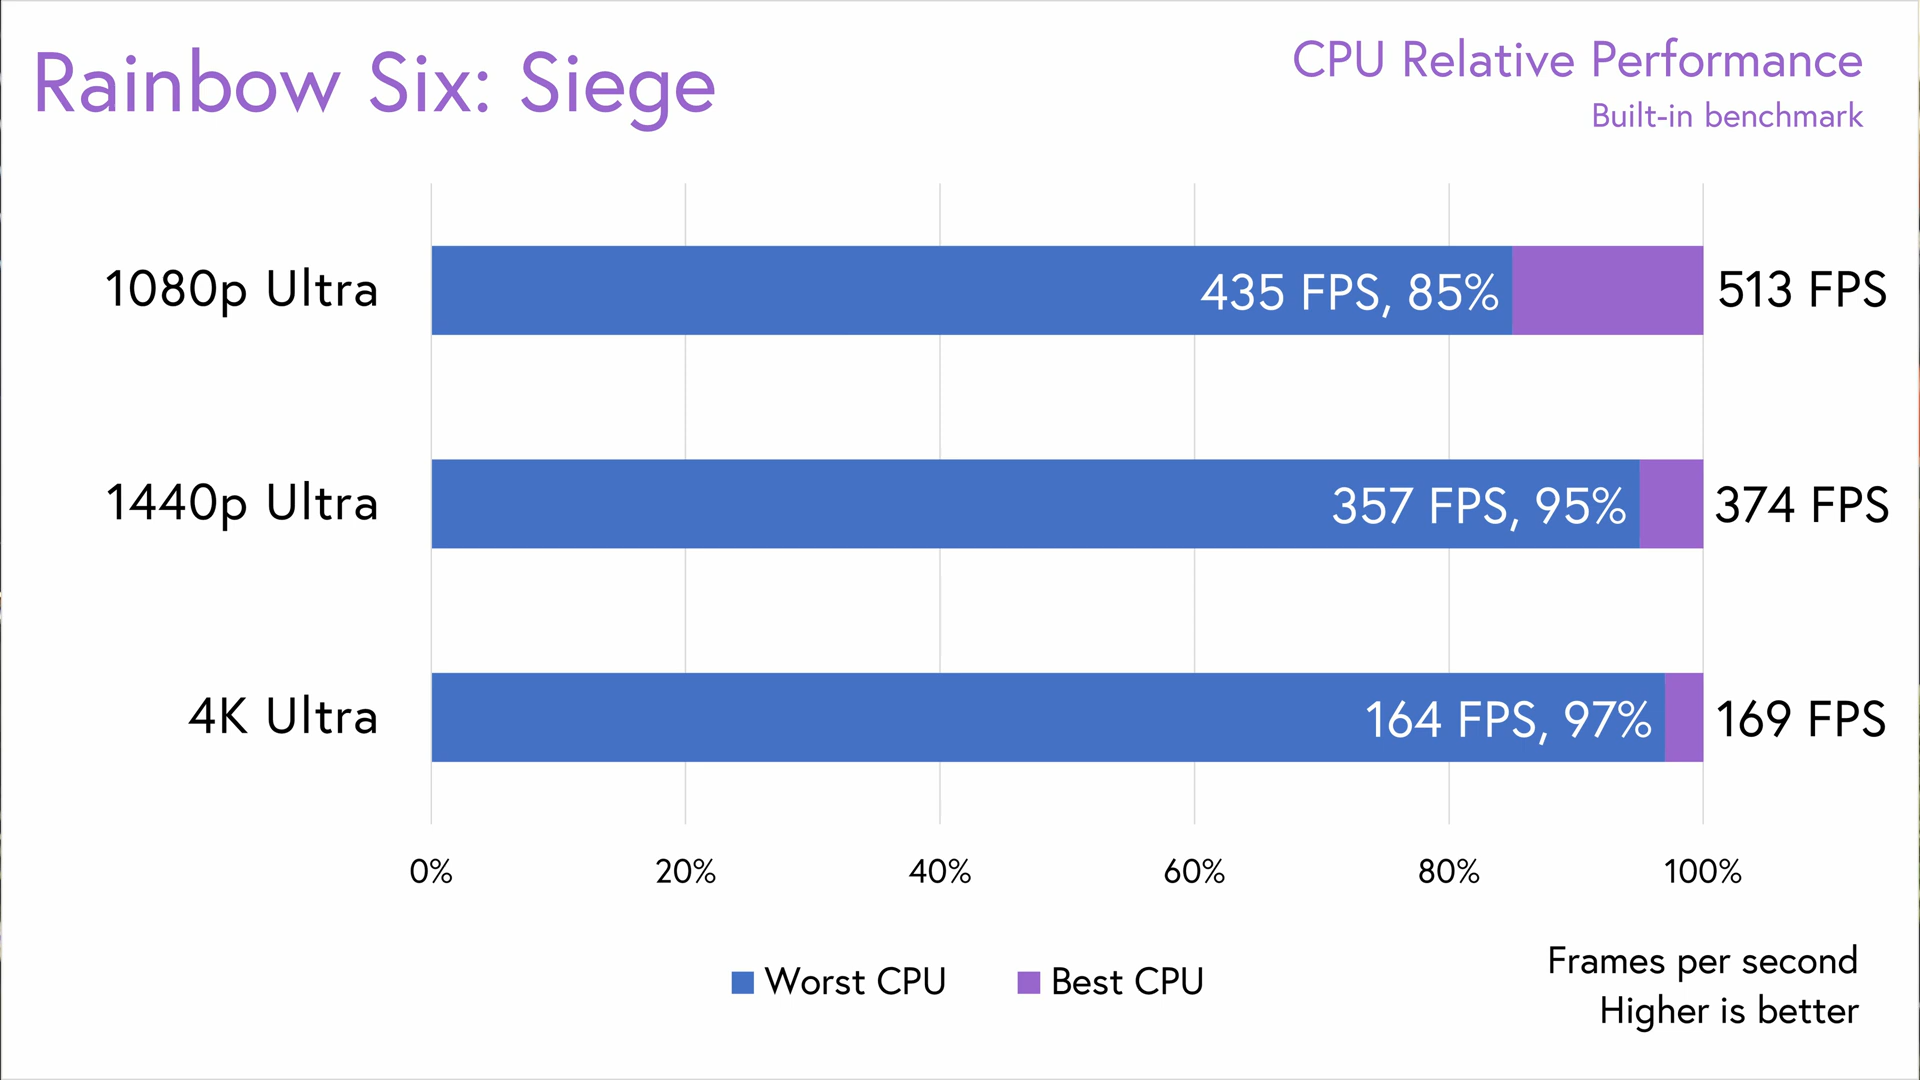 Rainbow Six: Siege
CPU Relative Performance
Built-in benchmark
1080p Ultra
435 FPS, 85%
513 FPS
1440p Ultra
357 FPS, 95%
374 FPS
4K Ultra
164 FPS, 97%
169 FPS
0% 20% 40% 60% 80% 100%
Worst CPU
Best CPU
Frames per second
Higher is better